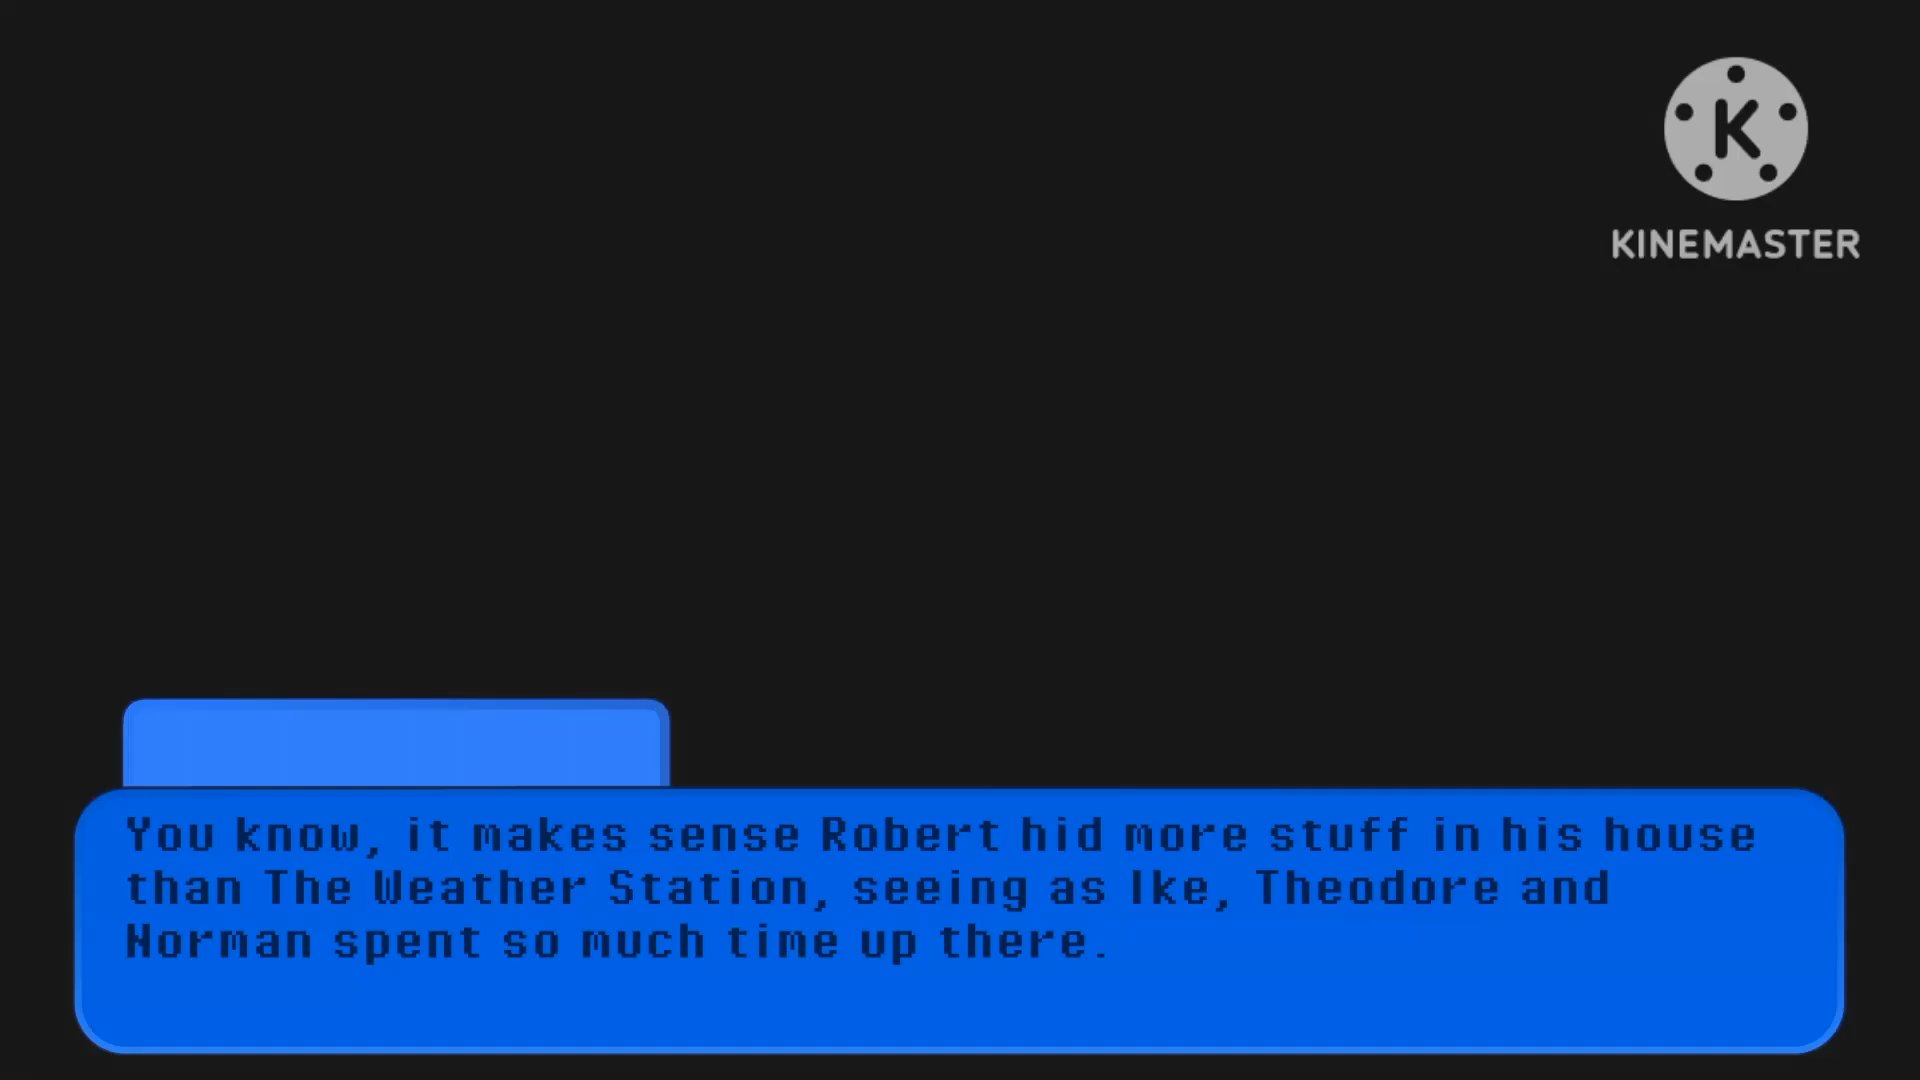 K
KINEMASTER
You know, it makes sense Robert hid more stuff in his house
than The Weather Station, seeing as Ike, Theodore and
Norman spent so much time up there.